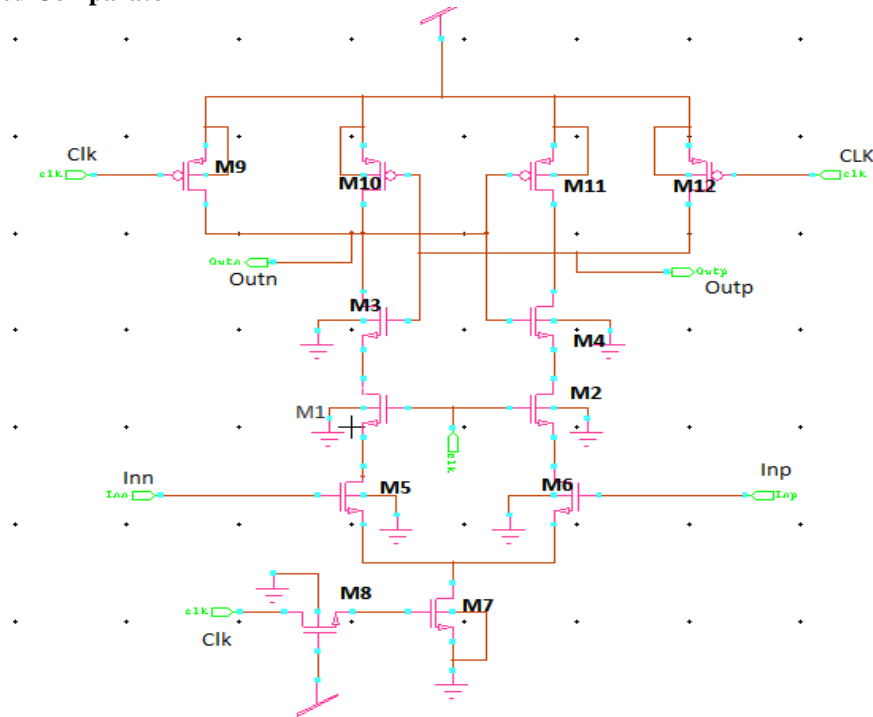 Clk
clk
M9
M10
M11
M12
CLK
clk
Outn
Outn
Outp
Outp
M3
M4
M1
M2
clk
Inn
Inn
M5
M6
Inp
Inp
clk
Clk
M8
M7